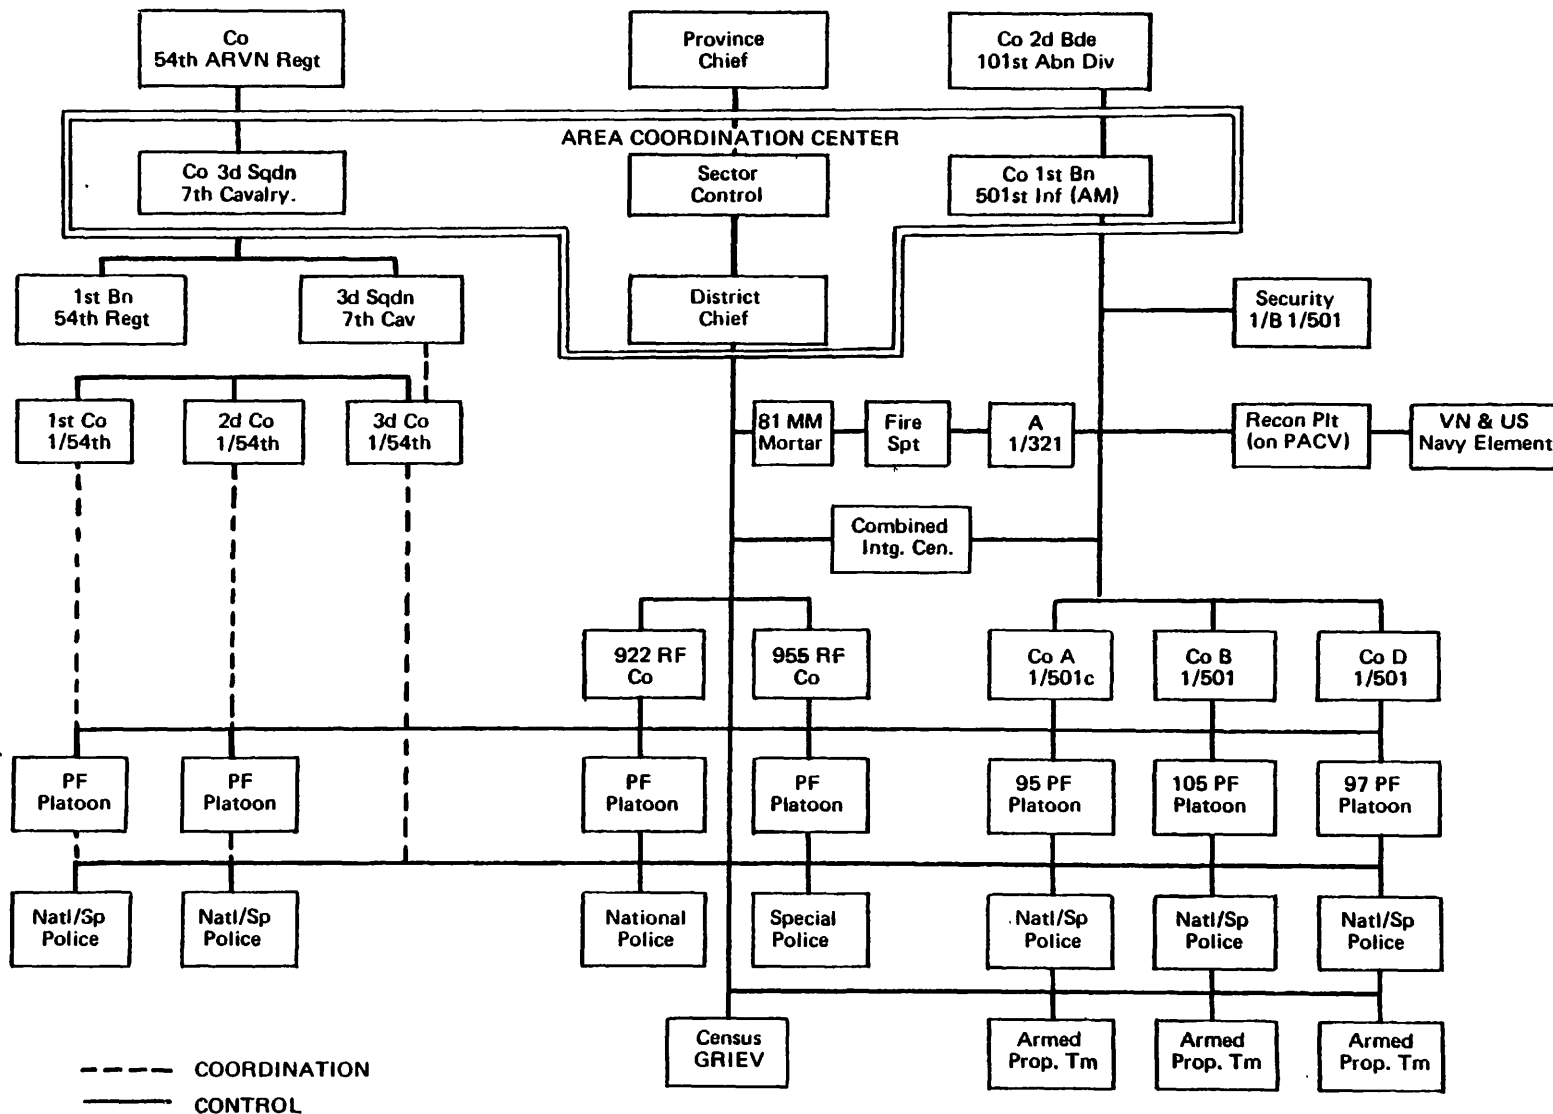 Co
54th ARVN Regt
Province
Chief
Co 2d Bde
101st Abn Div
AREA COORDINATION CENTER
Co 3d Sqdn
7th Cavalry.
Sector
Control
Co 1st Bn
501st Inf (AM)
1st Bn
54th Regt
3d Sqdn
7th Cav
District
Chief
Security
1/B 1/501
1st Co
1/54th
2d Co
1/54th
3d Co
1/54th
81 MM
Mortar
Fire
Spt
A
1/321
Recon Plt
(on PACV)
VN & US
Navy Element
Combined
Intg. Cen.
922 RF
Co
955 RF
Co
Co A
1/501c
Co B
1/501
Co D
1/501
PF
Platoon
PF
Platoon
PF
Platoon
PF
Platoon
95 PF
Platoon
105 PF
Platoon
97 PF
Platoon
Natl/Sp
Police
Natl/Sp
Police
National
Police
Special
Police
Natl/Sp
Police
Natl/Sp
Police
Natl/Sp
Police
Census
GRIEV
Armed
Prop. Tm
Armed
Prop. Tm
Armed
Prop. Tm
COORDINATION
CONTROL